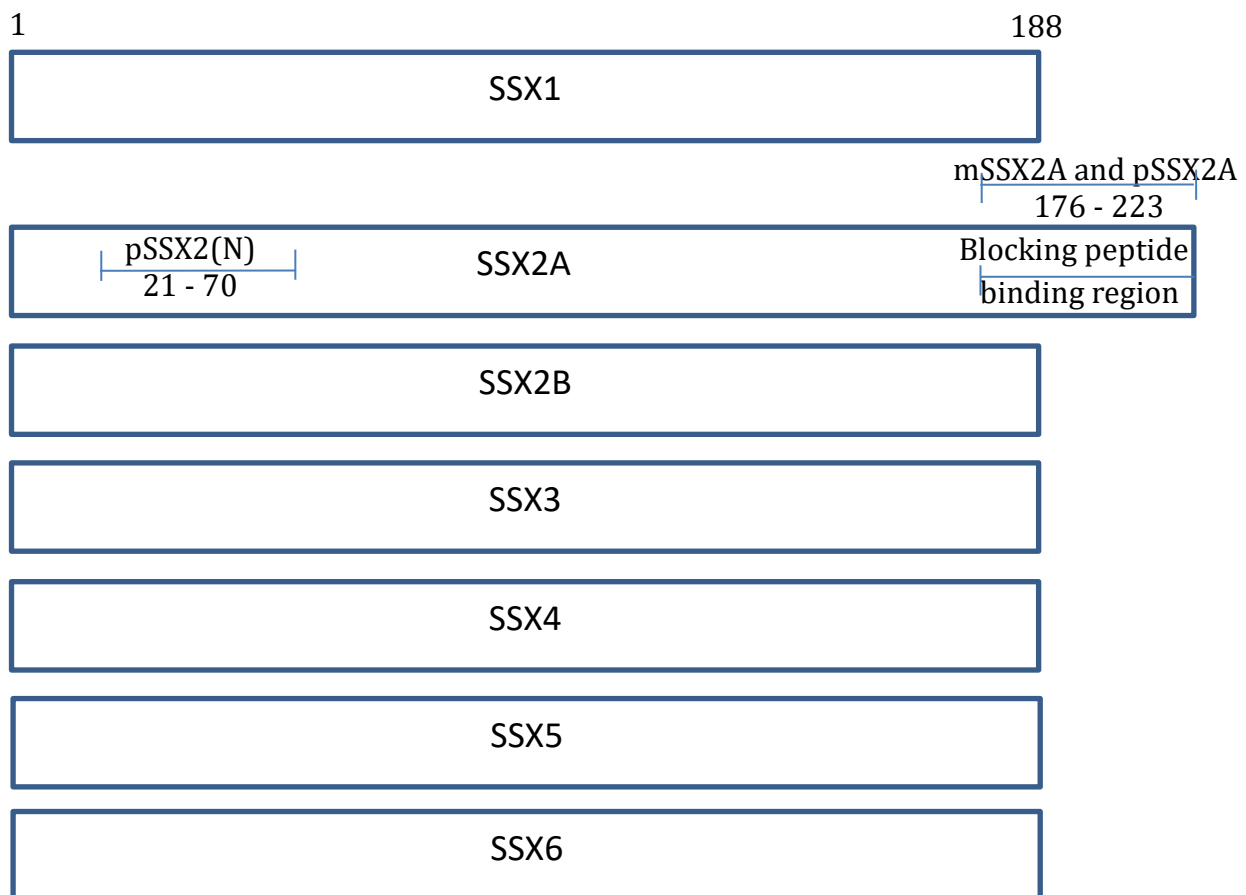 1 188
SSX1
mSSX2A and pSSX2A
176 - 223
pSSX2(N)
21 - 70
SSX2A
Blocking peptide
binding region
SSX2B
SSX3
SSX4
SSX5
SSX6